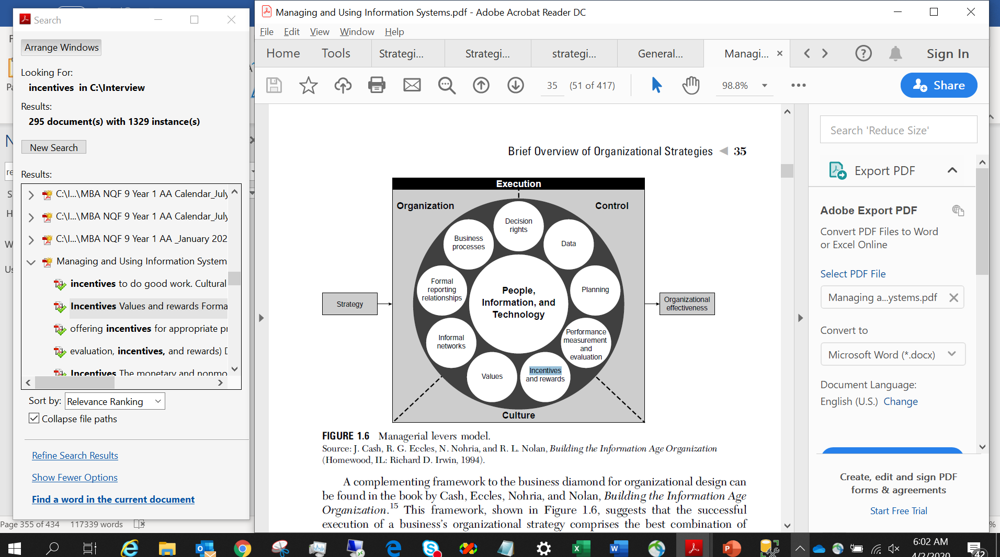 Search
Arrange Windows
Looking For:
incentives in C:\Interview
Results:
295 document(s) with 1329 instance(s)
New Search
Results:
C:\I...\MBA NQF 9 Year 1 AA Calendar_July
C:\I...\MBA NQF 9 Year 1 AA Calendar_July
C:\I...\MBA NQF 9 Year 1 AA _January 202
Managing and Using Information System
incentives to do good work. Cultural
Incentives Values and rewards Forma
offering incentives for appropriate pr
evaluation, incentives, and rewards)
Incentives The monetary and nonmo
Sort by: Relevance Ranking
Collapse file paths
Refine Search Results
Show Fewer Options
Find a word in the current document
Page 355 of 434 117339 words
Managing and Using Information Systems.pdf - Adobe Acrobat Reader DC
File Edit View Window Help
Home Tools Strategi... Strategi... strategi... General... Managi... Sign In
35 (51 of 417) 98.8% Share
Brief Overview of Organizational Strategies 35
Execution
Organization Control
Decision
rights
Business
processes
Data
Formal
reporting
relationships
Planning
People,
Information, and
Technology
Strategy
Organizational
effectiveness
Informal
networks
Performance
measurement
and
evaluation
Values
Incentives
and rewards
Culture
FIGURE 1.6 Managerial levers model.
Source: J. Cash, R. G. Eccles, N. Nohria, and R. L. Nolan, Building the Information Age Organization
(Homewood, IL: Richard D. Irwin, 1994).
A complementing framework to the business diamond for organizational design can
be found in the book by Cash, Eccles, Nohria, and Nolan, Building the Information Age
Organization.15 This framework, shown in Figure 1.6, suggests that the successful
execution of a business's organizational strategy comprises the best combination of
Search 'Reduce Size'
Export PDF
Adobe Export PDF
Convert PDF Files to Word
or Excel Online
Select PDF File
Managing a...ystems.pdf
Convert to
Microsoft Word (*.docx)
Document Language:
English (U.S.) Change
Create, edit and sign PDF
forms & agreements
Start Free Trial
6:02 AM
4/2/2020
42